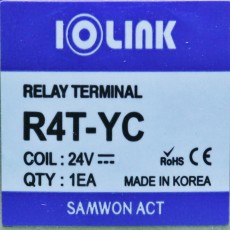 IOLINK
RELAY TERMINAL
R4T-YC
COIL : 24V⎓
QTY : 1EA
RoHS CE
MADE IN KOREA
SAMWON ACT